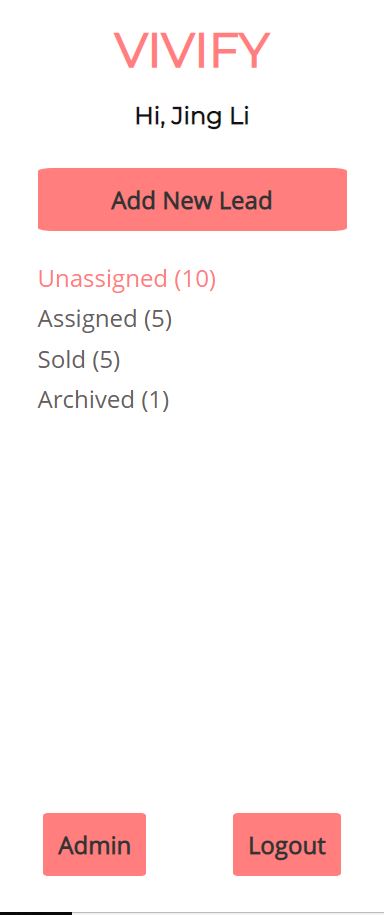 VIVIFY
Hi, Jing Li
Add New Lead
Unassigned (10)
Assigned (5)
Sold (5)
Archived (1)
Admin
Logout